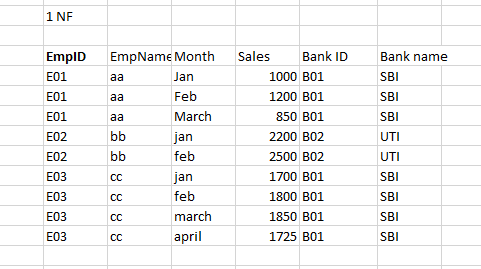 1 NF
EmpID EmpName Month Sales Bank ID Bank name
E01 aa Jan 1000 B01 SBI
E01 aa Feb 1200 B01 SBI
E01 aa March 850 B01 SBI
E02 bb jan 2200 B02 UTI
E02 bb feb 2500 B02 UTI
E03 cc jan 1700 B01 SBI
E03 cc feb 1800 B01 SBI
E03 cc march 1850 B01 SBI
E03 cc april 1725 B01 SBI